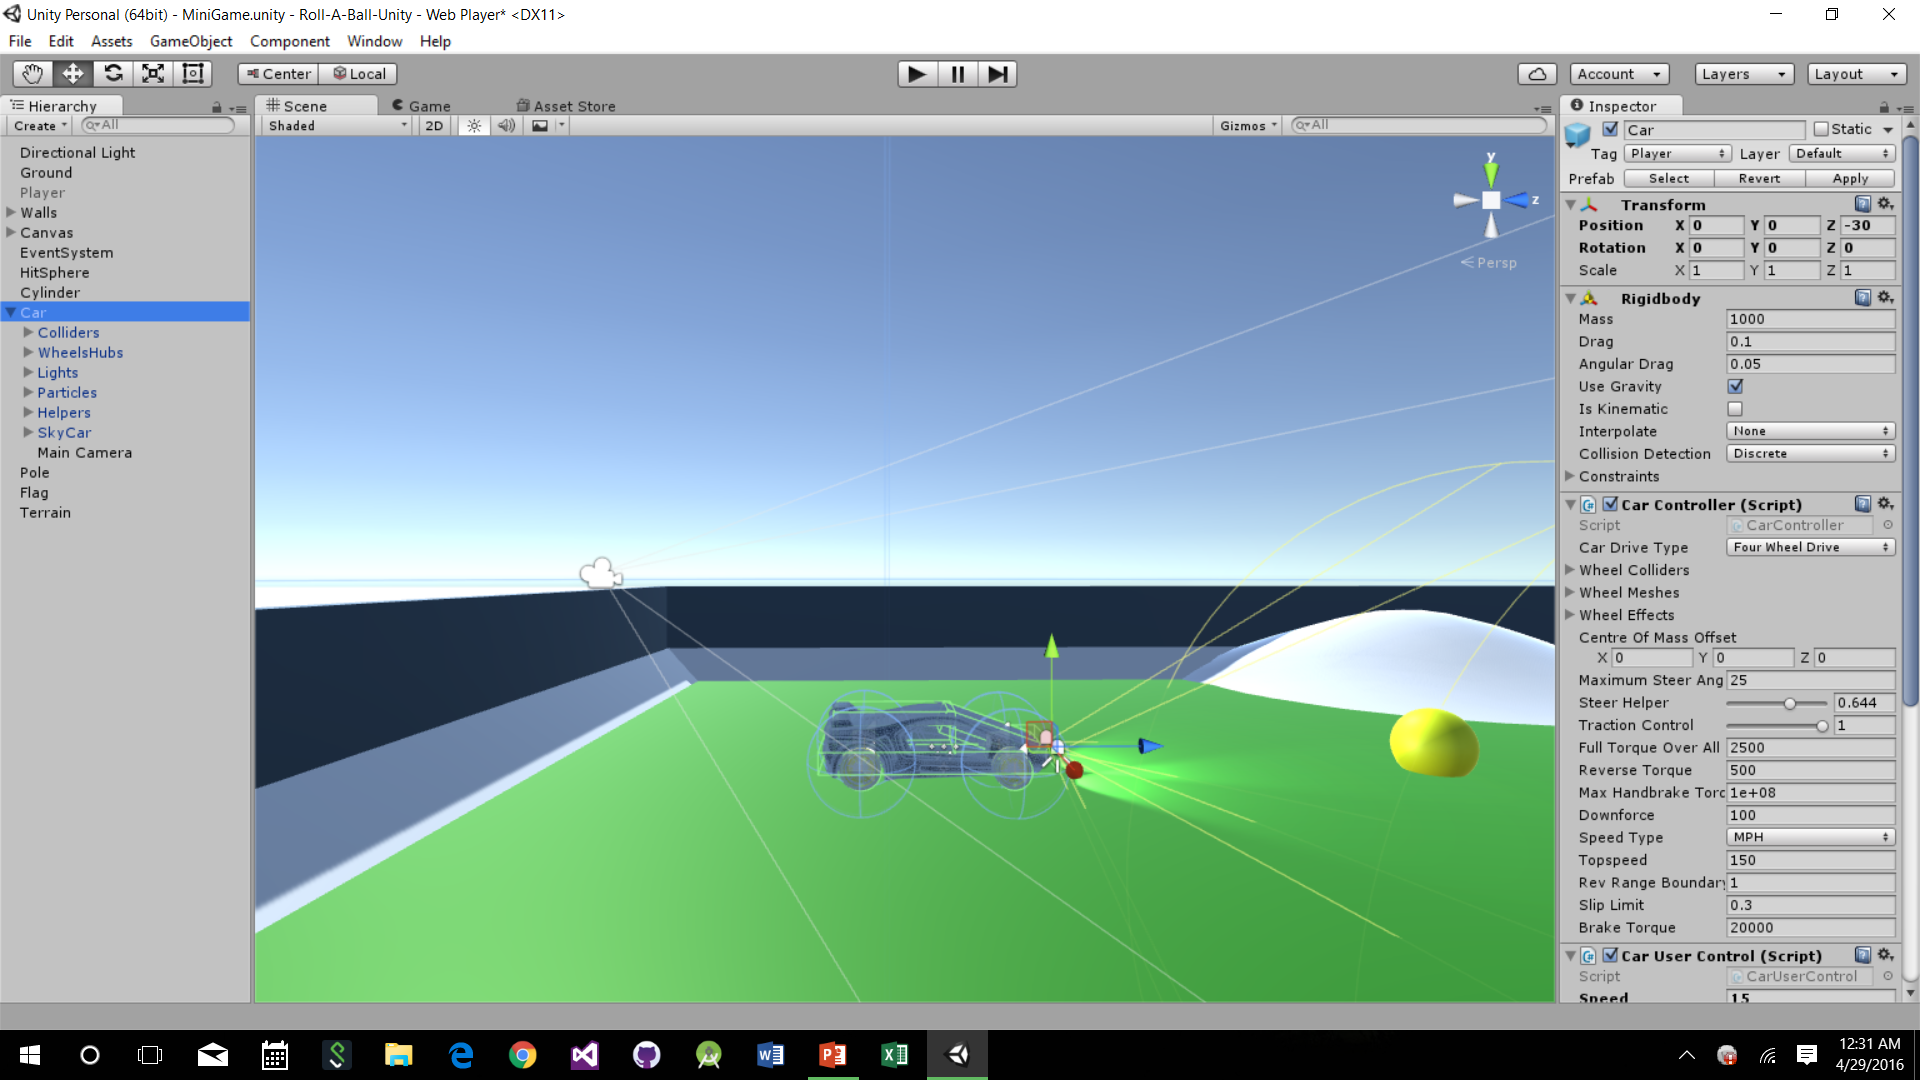 Unity Personal (64bit) - MiniGame.unity - Roll-A-Ball-Unity - Web Player* <DX11>
File Edit Assets GameObject Component Window Help
Center Local Account Layers Layout
Hierarchy
Create All
Directional Light
Ground
Player
Walls
Canvas
EventSystem
HitSphere
Cylinder
Car
Colliders
WheelsHubs
Lights
Particles
Helpers
SkyCar
Main Camera
Pole
Flag
Terrain
Scene Game Asset Store
Shaded 2D Gizmos All
y
z
Persp
Inspector
Car Static
Tag Player Layer Default
Prefab Select Revert Apply
Transform
Position X 0 Y 0 Z -30
Rotation X 0 Y 0 Z 0
Scale X 1 Y 1 Z 1
Rigidbody
Mass 1000
Drag 0.1
Angular Drag 0.05
Use Gravity
Is Kinematic
Interpolate None
Collision Detection Discrete
Constraints
Car Controller (Script)
Script CarController
Car Drive Type Four Wheel Drive
Wheel Colliders
Wheel Meshes
Wheel Effects
Centre Of Mass Offset
X 0 Y 0 Z 0
Maximum Steer Ang 25
Steer Helper 0.644
Traction Control 1
Full Torque Over All 2500
Reverse Torque 500
Max Handbrake Torc 1e+08
Downforce 100
Speed Type MPH
Topspeed 150
Rev Range Boundary 1
Slip Limit 0.3
Brake Torque 20000
Car User Control (Script)
Script CarUserControl
Speed 15
12:31 AM
4/29/2016